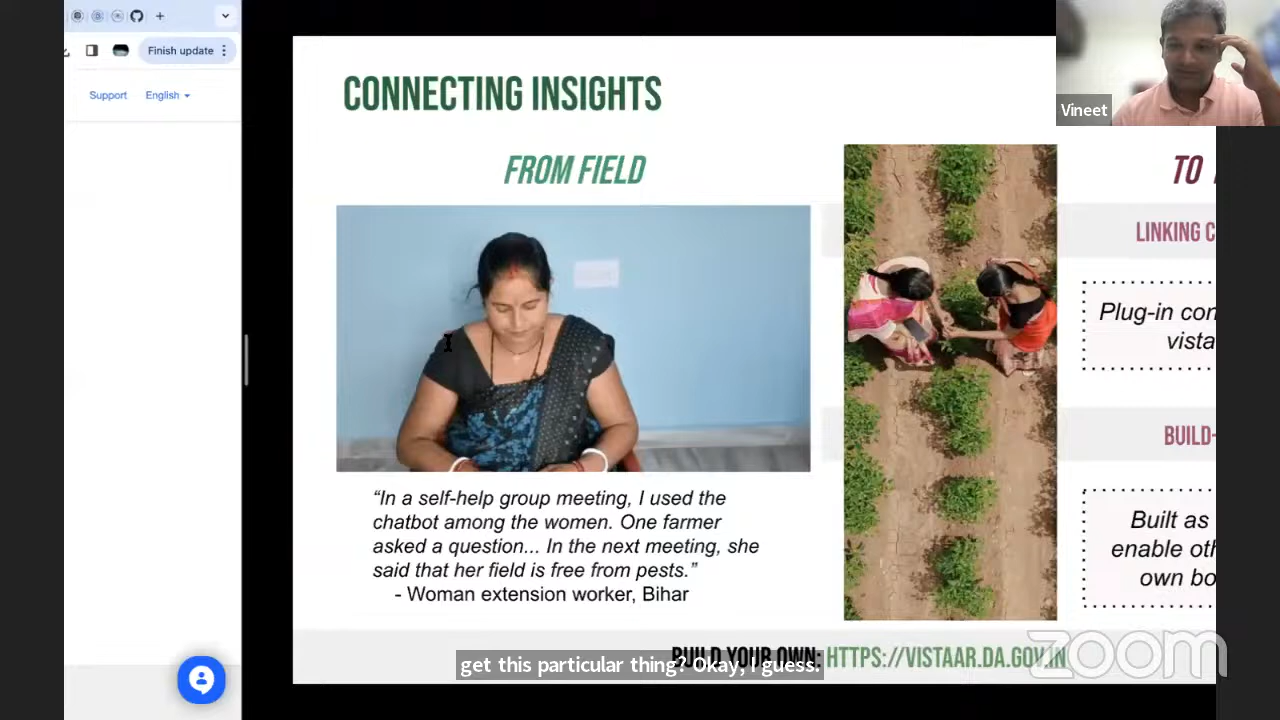 Finish update
Support English
CONNECTING INSIGHTS
FROM FIELD
TO
LINKING C
Plug-in con
vista
BUILD-
Built as
enable oth
own bo
“In a self-help group meeting, I used the
chatbot among the women. One farmer
asked a question... In the next meeting, she
said that her field is free from pests.”
- Woman extension worker, Bihar
BUILD YOUR OWN: HTTPS://VISTAAR.DA.GOV.IN
get this particular thing? Okay, I guess.
Vineet
zoom